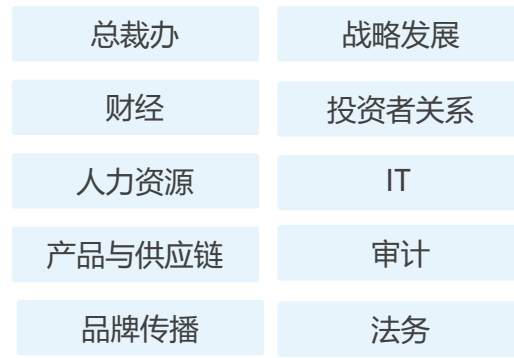 总裁办
战略发展
财经
投资者关系
人力资源
IT
产品与供应链
审计
品牌传播
法务